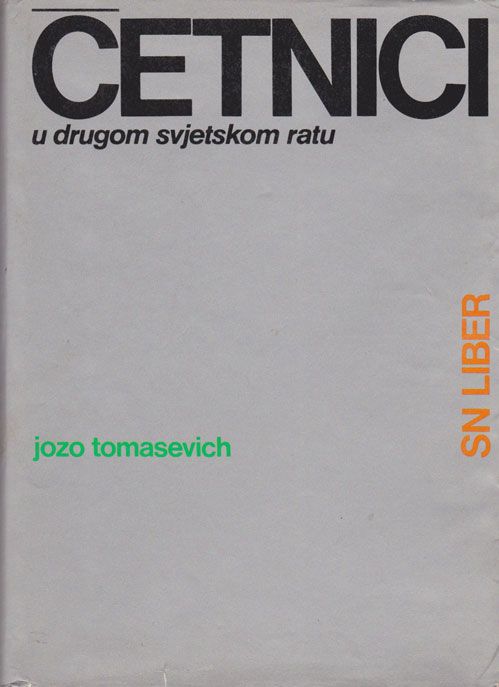 ČETNICI
u drugom svjetskom ratu
SN LIBER
jozo tomasevich